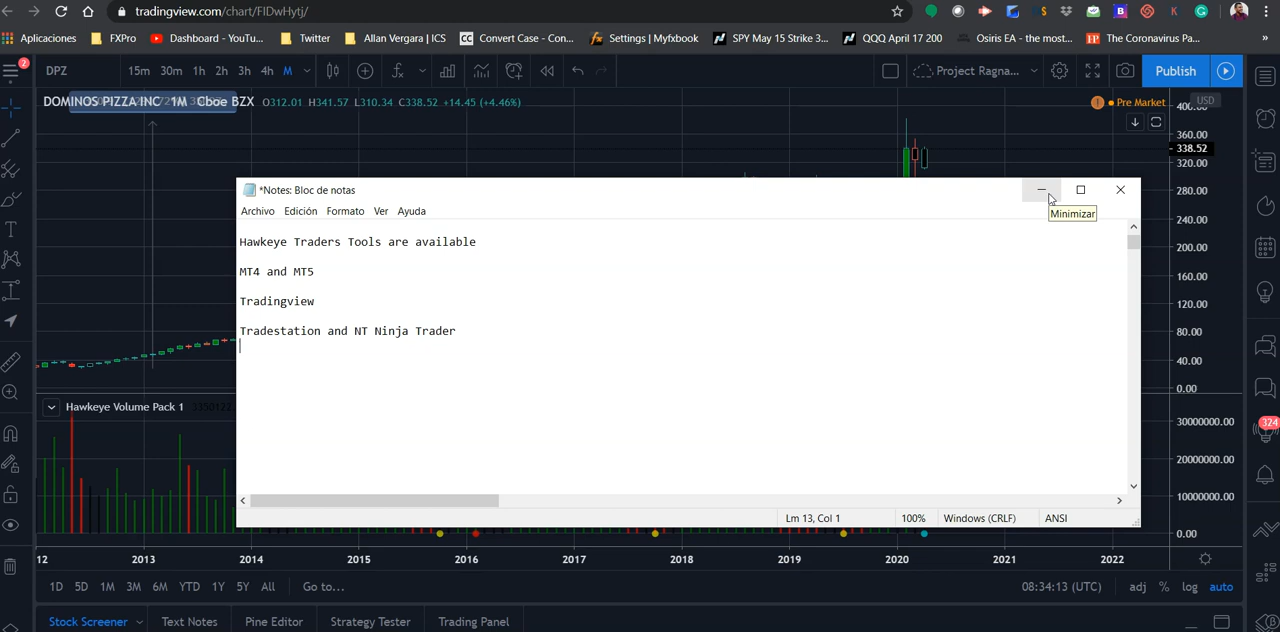 tradingview.com/chart/FIDwHytj/
Aplicaciones FXPro Dashboard - YouTu... Twitter Allan Vergara | ICS Convert Case - Con... Settings | Myfxbook SPY May 15 Strike 3... QQQ April 17 200 Osiris EA - the most... The Coronavirus Pa... »
2 DPZ 15m 30m 1h 2h 3h 4h M Project Ragna... Publish
DOMINOS PIZZA INC 1M Cboe BZX O312.01 H341.57 L310.34 C338.52 +14.45 (+4.46%) Pre Market USD
400.00
360.00
338.52
320.00
280.00
240.00
200.00
160.00
120.00
80.00
40.00
0.00
*Notes: Bloc de notas
Minimizar
Archivo Edición Formato Ver Ayuda
Hawkeye Traders Tools are available
MT4 and MT5
Tradingview
Tradestation and NT Ninja Trader
Hawkeye Volume Pack 1
324
30000000.00
20000000.00
10000000.00
0.00
Lm 13, Col 1 100% Windows (CRLF) ANSI
12 2013 2014 2015 2016 2017 2018 2019 2020 2021 2022
1D 5D 1M 3M 6M YTD 1Y 5Y All Go to... 08:34:13 (UTC) adj % log auto
Stock Screener Text Notes Pine Editor Strategy Tester Trading Panel